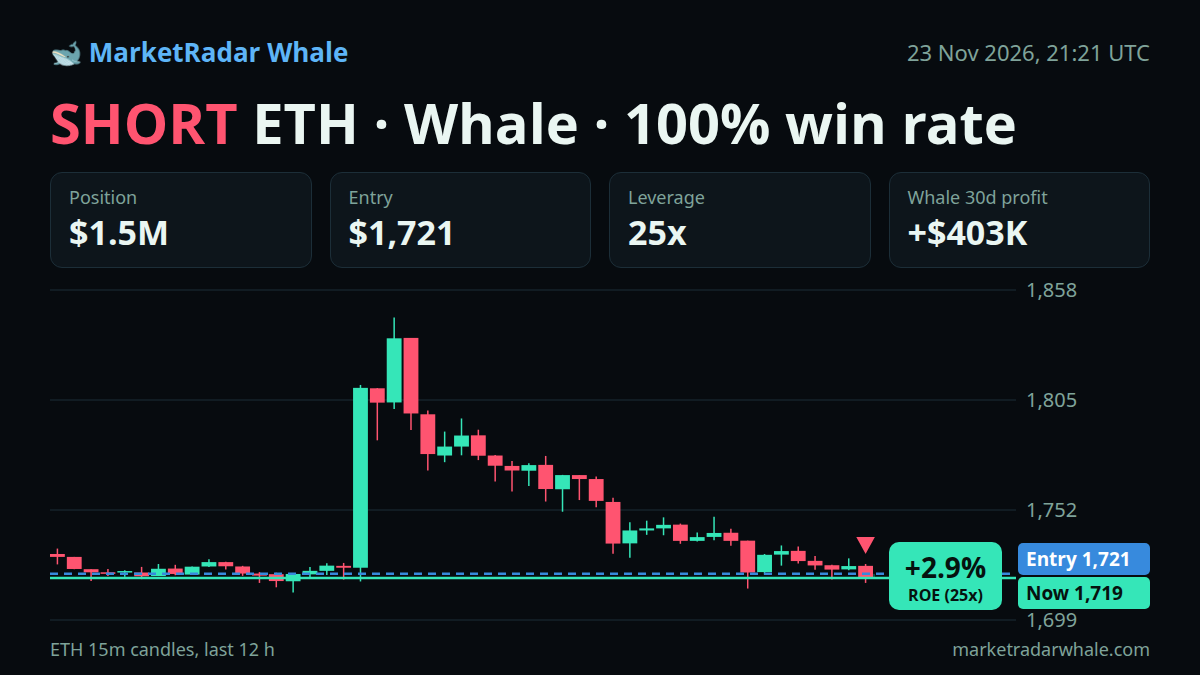 🐋 MarketRadar Whale
23 Nov 2026, 21:21 UTC
SHORT ETH · Whale · 100% win rate
Position
$1.5M
Entry
$1,721
Leverage
25x
Whale 30d profit
+$403K
1,858
1,805
1,752
Entry 1,721
+2.9%
ROE (25x)
Now 1,719
1,699
ETH 15m candles, last 12 h
marketradarwhale.com